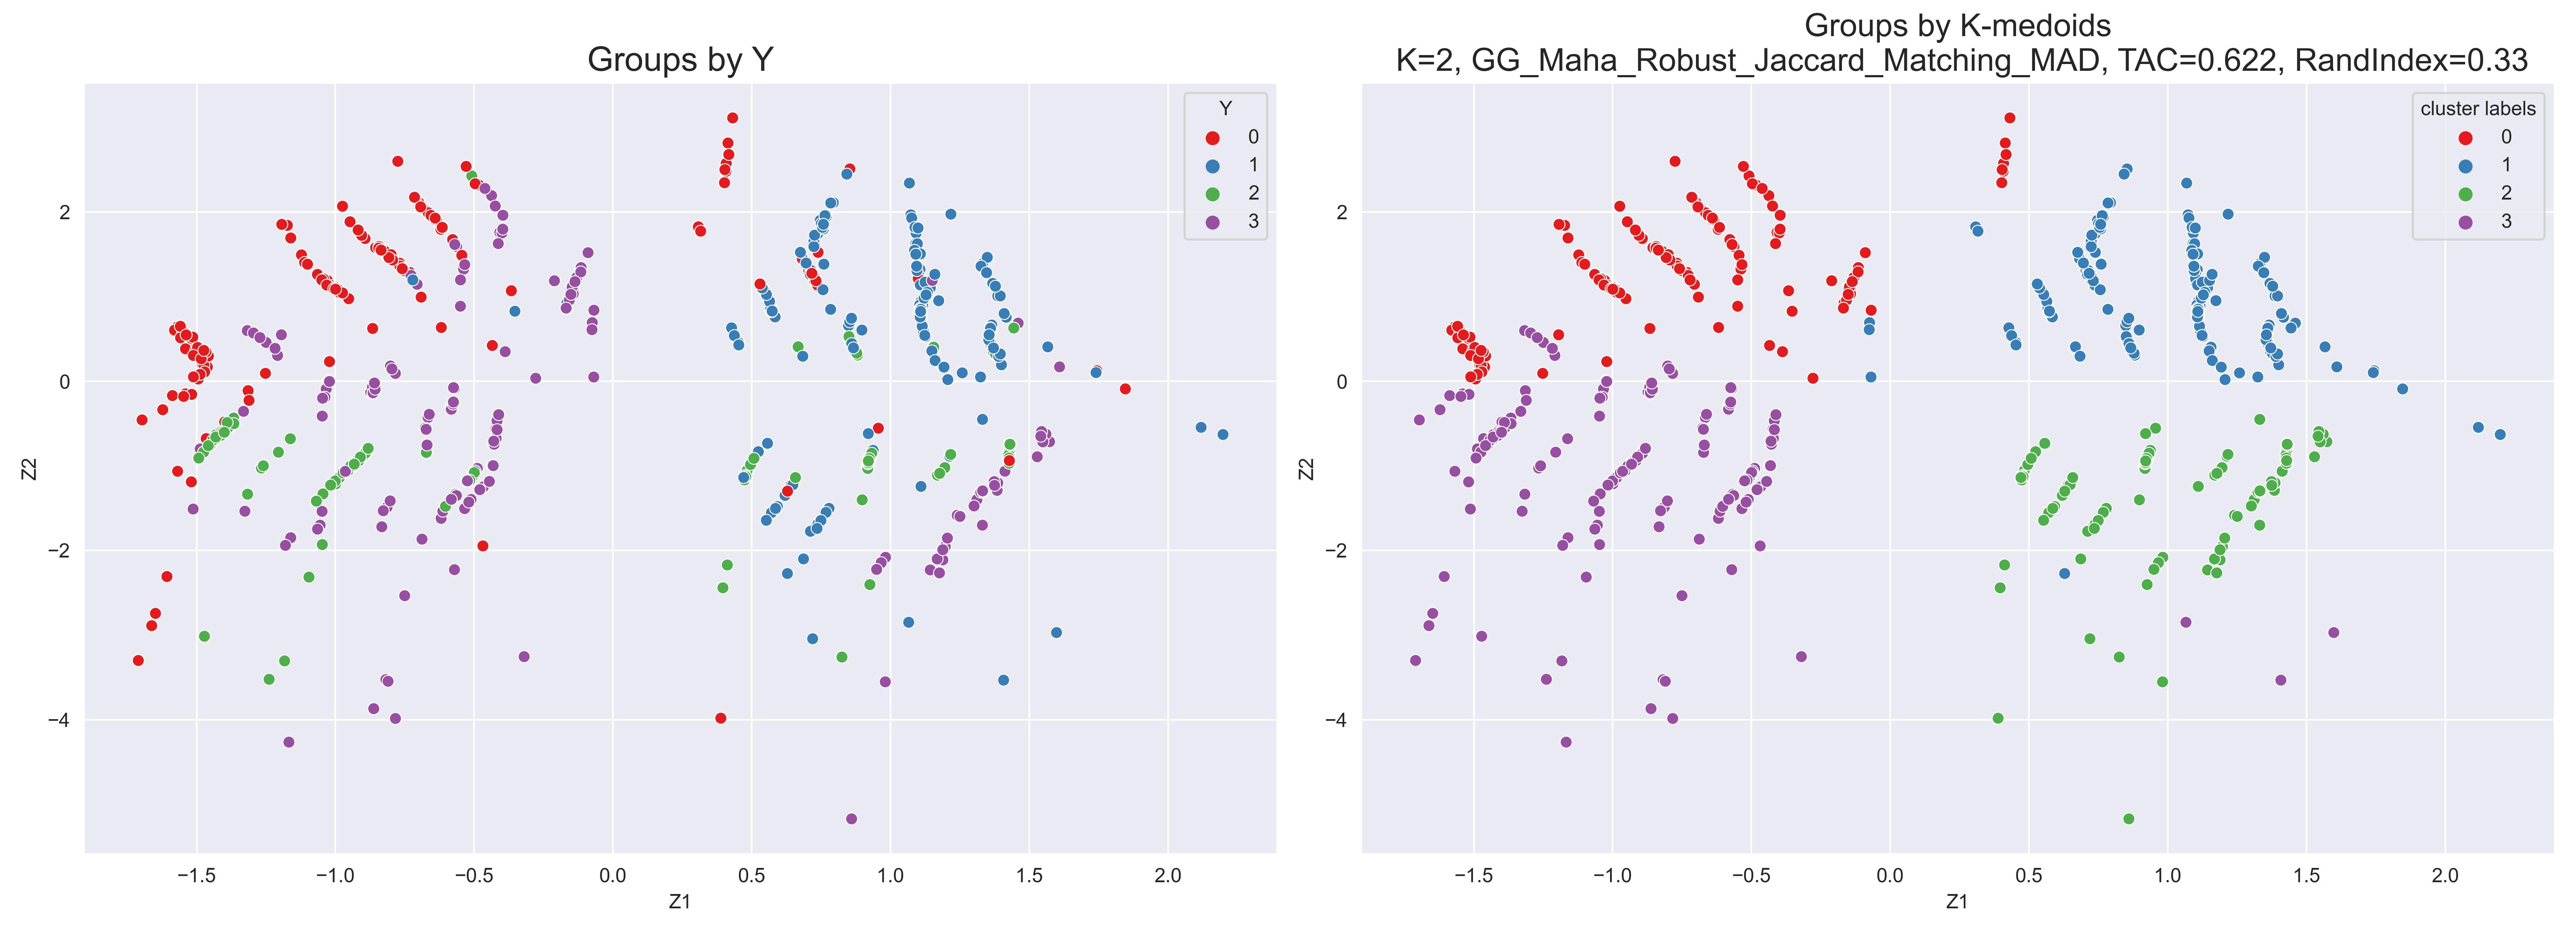 Groups by Y
Y
0
1
2
3
2
0
−2
−4
Z2
−1.5 −1.0 −0.5 0.0 0.5 1.0 1.5 2.0
Z1
Groups by K-medoids
K=2, GG_Maha_Robust_Jaccard_Matching_MAD, TAC=0.622, RandIndex=0.33
cluster labels
0
1
2
3
2
0
−2
−4
Z2
−1.5 −1.0 −0.5 0.0 0.5 1.0 1.5 2.0
Z1